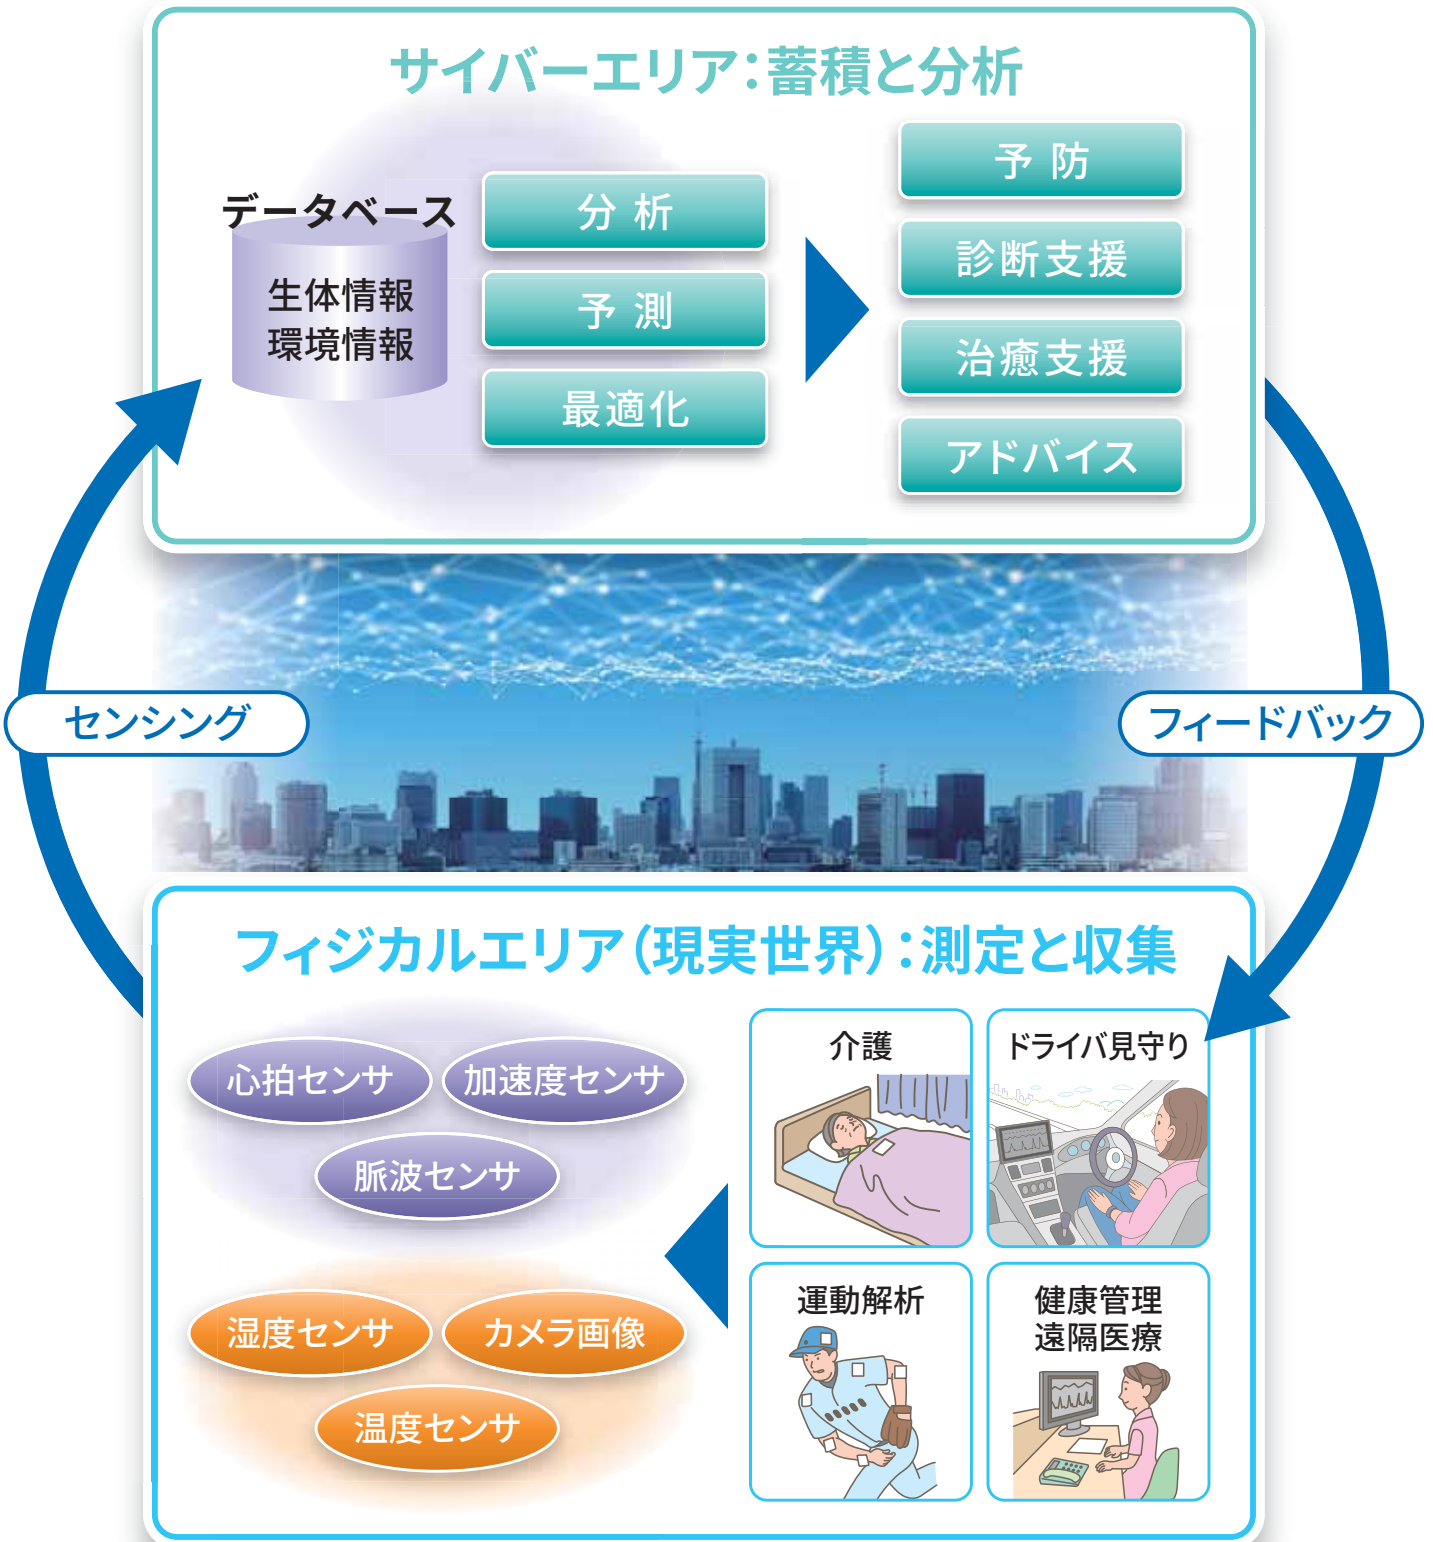 サイバーエリア：蓄積と分析
データベース
生体情報
環境情報
分析
予測
最適化
予防
診断支援
治癒支援
アドバイス
センシング
フィードバック
フィジカルエリア（現実世界）：測定と収集
心拍センサ
加速度センサ
脈波センサ
湿度センサ
カメラ画像
温度センサ
介護
ドライバ見守り
運動解析
健康管理
遠隔医療